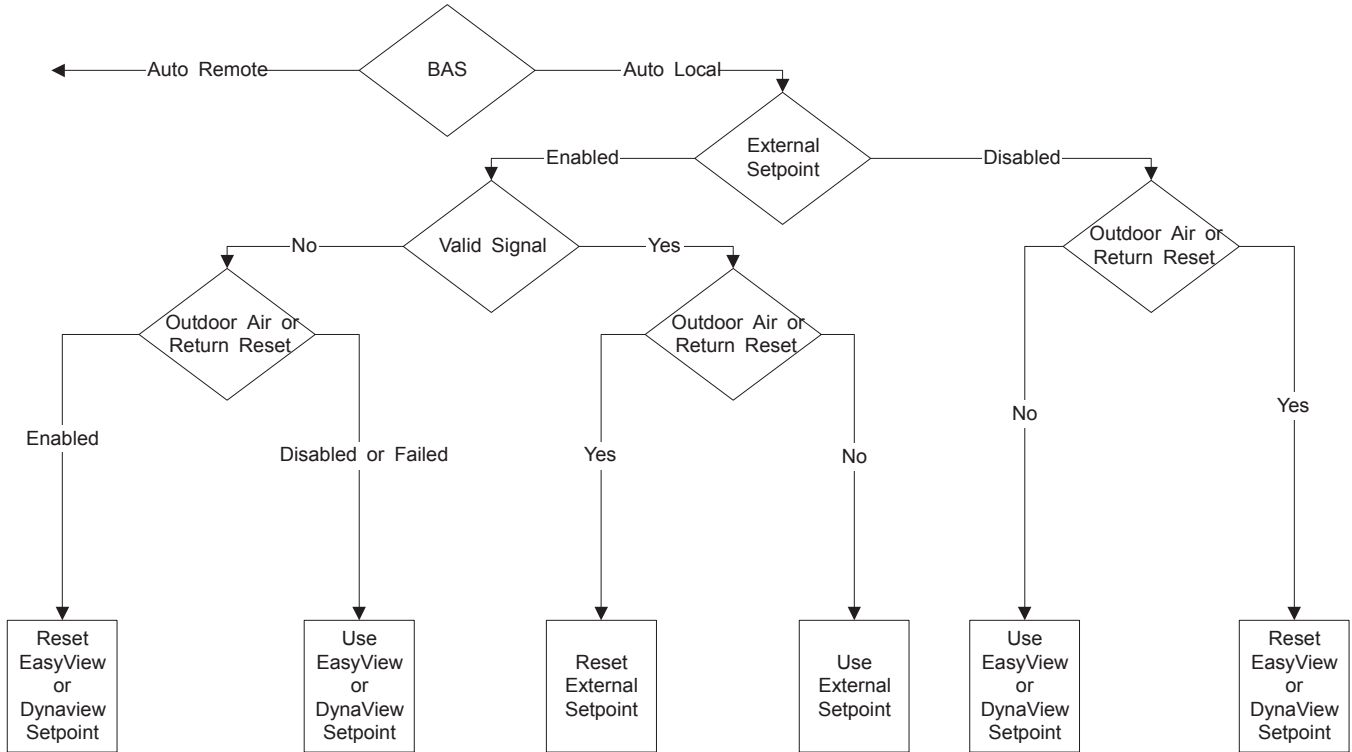 Auto Remote
BAS
Auto Local
External
Setpoint
Enabled
Disabled
Valid Signal
No
Yes
Outdoor Air or
Return Reset
Outdoor Air or
Return Reset
Outdoor Air or
Return Reset
Enabled
Disabled or Failed
Yes
No
No
Yes
Reset
EasyView
or
Dynaview
Setpoint
Use
EasyView
or
DynaView
Setpoint
Reset
External
Setpoint
Use
External
Setpoint
Use
EasyView
or
DynaView
Setpoint
Reset
EasyView
or
DynaView
Setpoint